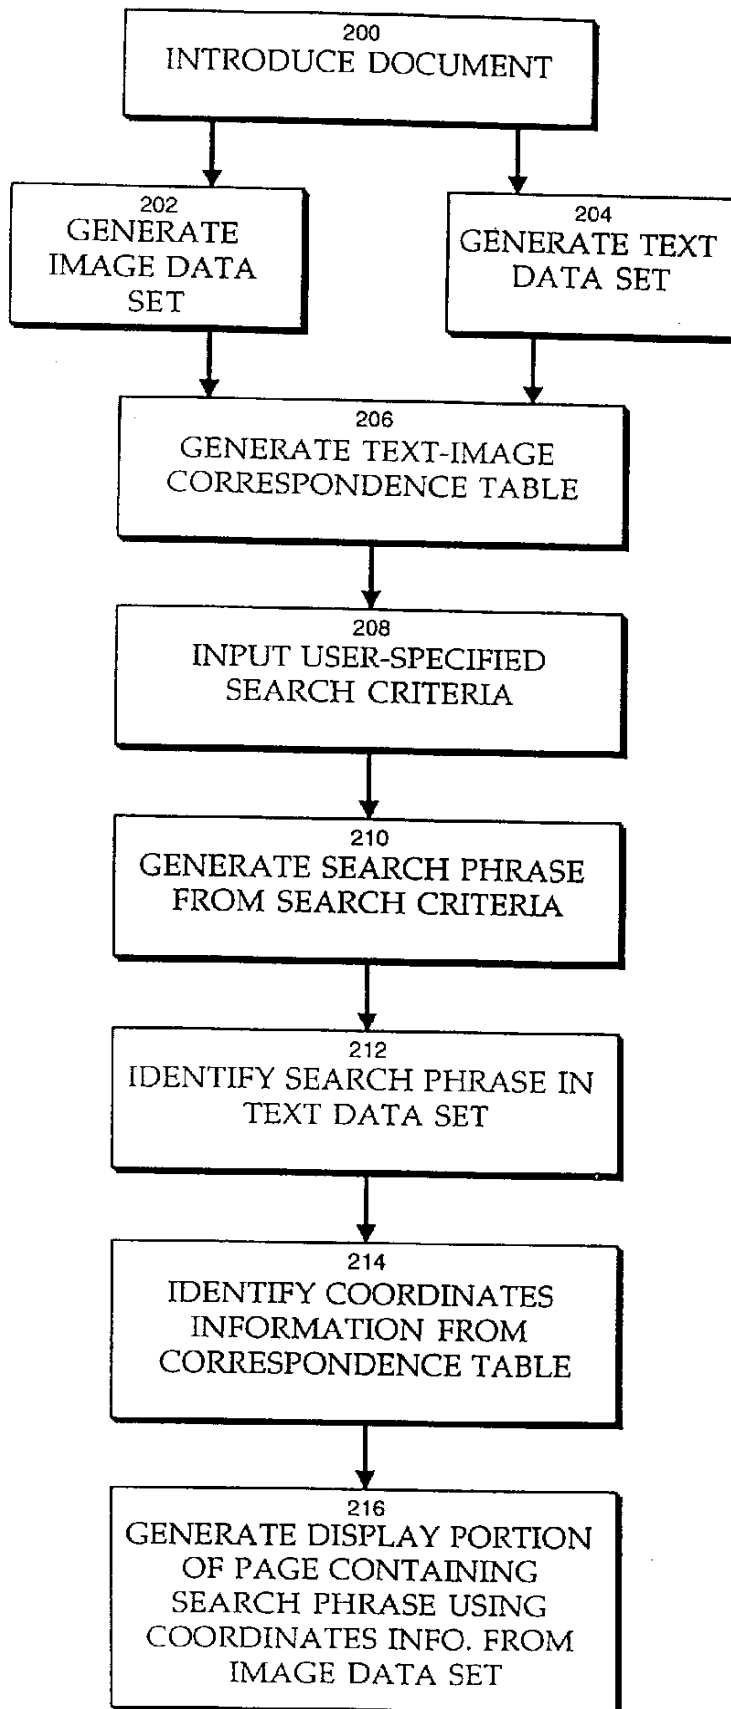 200
INTRODUCE DOCUMENT
202
GENERATE
IMAGE DATA
SET
204
GENERATE TEXT
DATA SET
206
GENERATE TEXT-IMAGE
CORRESPONDENCE TABLE
208
INPUT USER-SPECIFIED
SEARCH CRITERIA
210
GENERATE SEARCH PHRASE
FROM SEARCH CRITERIA
212
IDENTIFY SEARCH PHRASE IN
TEXT DATA SET
214
IDENTIFY COORDINATES
INFORMATION FROM
CORRESPONDENCE TABLE
216
GENERATE DISPLAY PORTION
OF PAGE CONTAINING
SEARCH PHRASE USING
COORDINATES INFO. FROM
IMAGE DATA SET